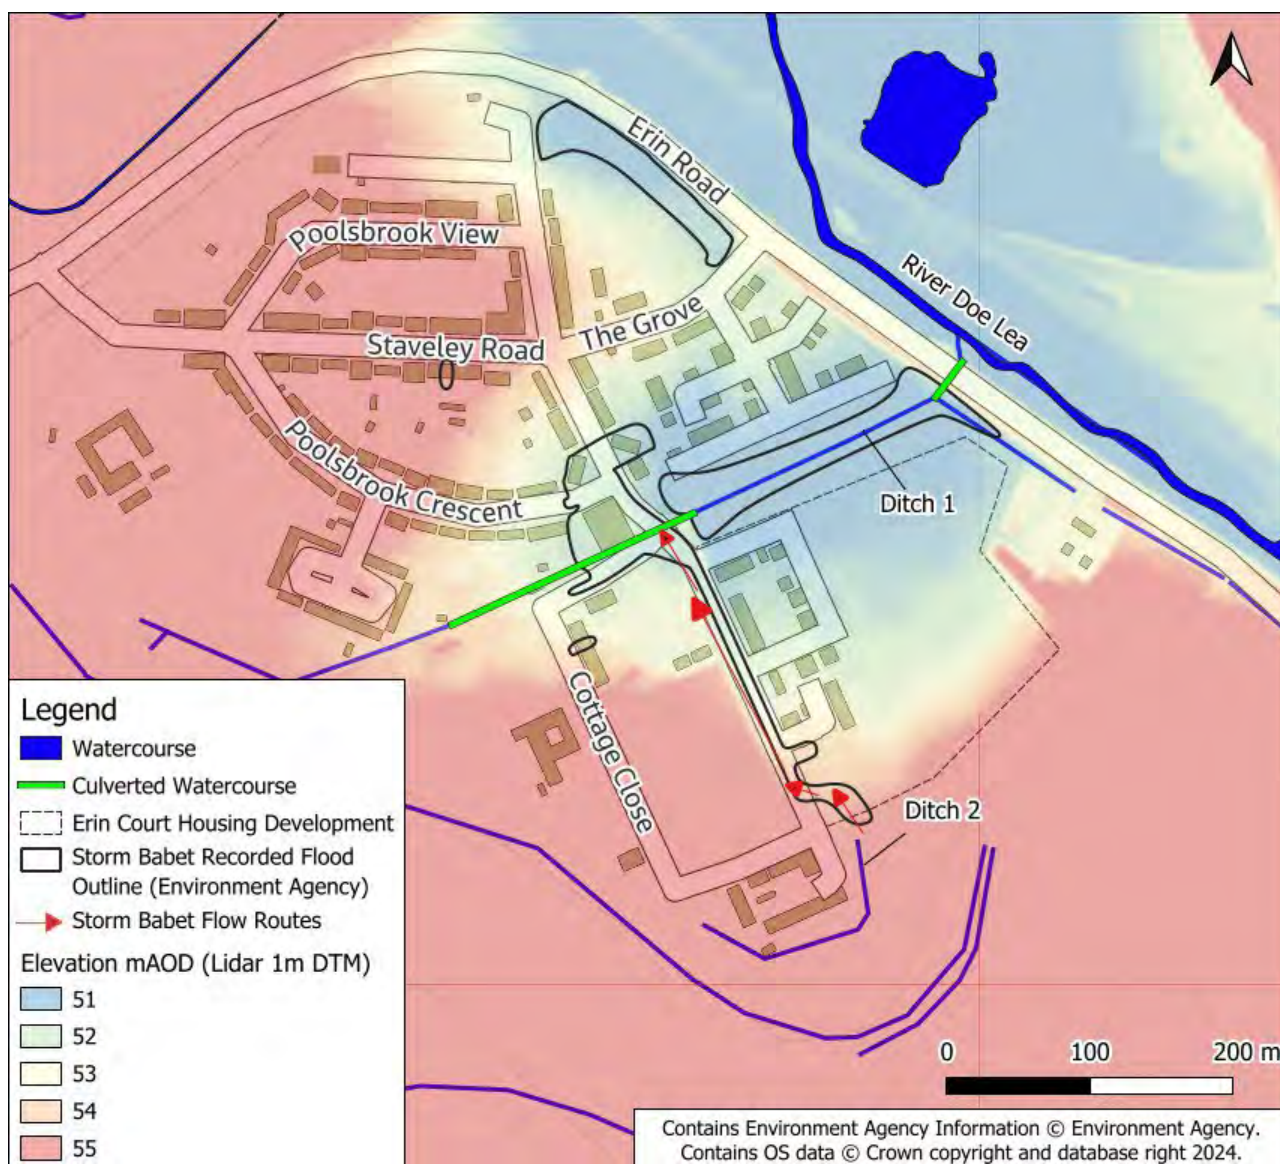 Erin Road
Poolsbrook View
River Doe Lea
The Grove
Staveley Road
Poolsbrook Crescent
Ditch 1
Cottage Close
Ditch 2
Legend
Watercourse
Culverted Watercourse
Erin Court Housing Development
Storm Babet Recorded Flood
Outline (Environment Agency)
Storm Babet Flow Routes
Elevation mAOD (Lidar 1m DTM)
51
52
53
54
55
0 100 200 m
Contains Environment Agency Information © Environment Agency.
Contains OS data © Crown copyright and database right 2024.